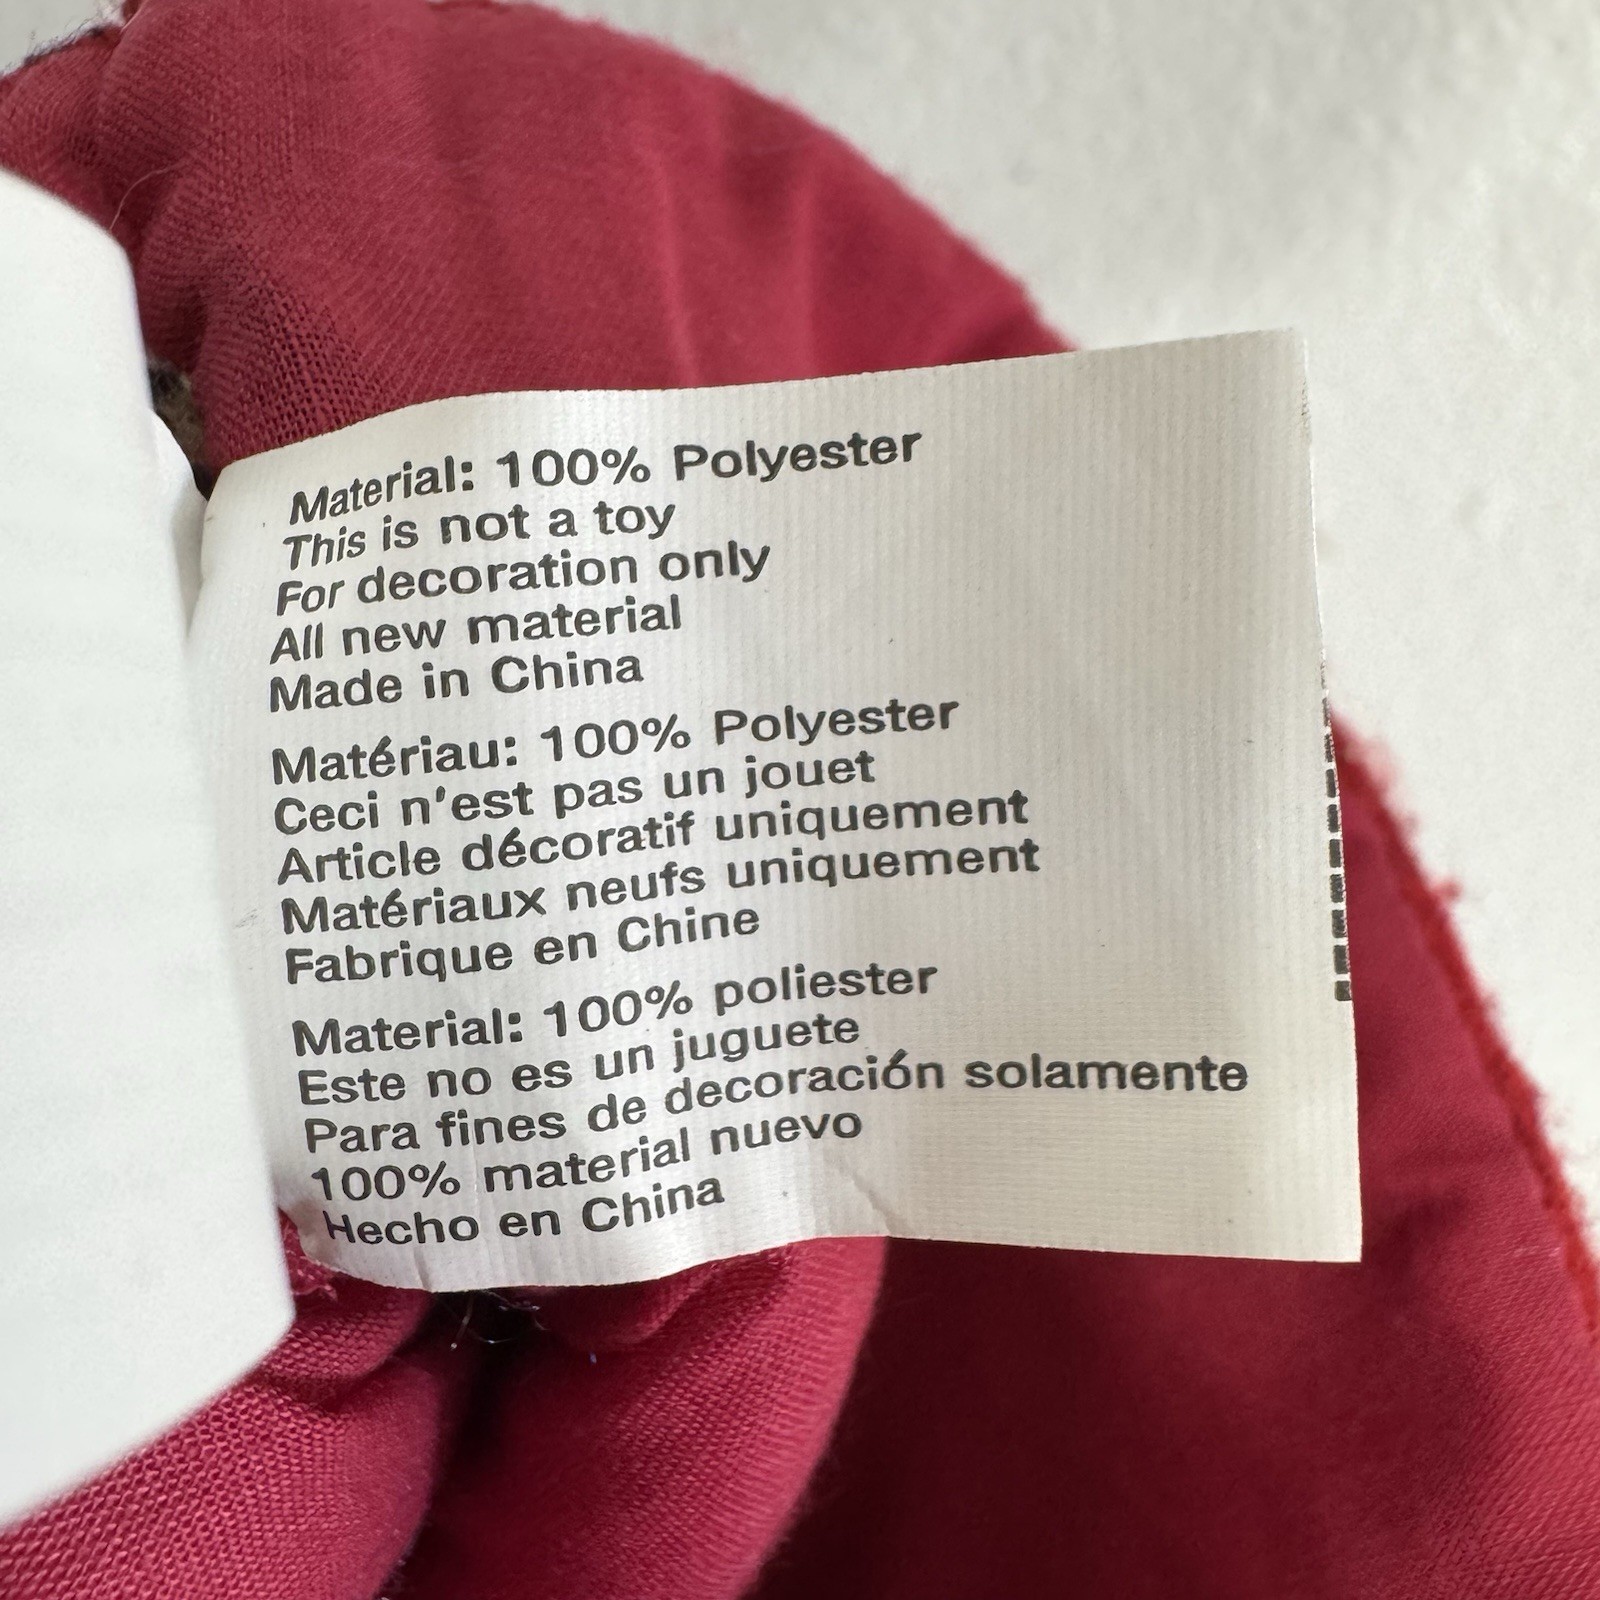 Material: 100% Polyester
This is not a toy
For decoration only
All new material
Made in China
Matériau: 100% Polyester
Ceci n'est pas un jouet
Article décoratif uniquement
Matériaux neufs uniquement
Fabrique en Chine
Material: 100% poliester
Este no es un juguete
Para fines de decoración solamente
100% material nuevo
Hecho en China